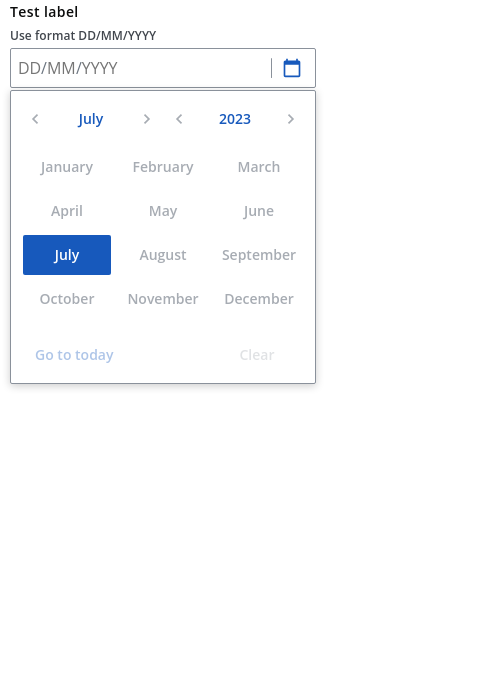 Test label
Use format DD/MM/YYYY
DD/MM/YYYY
July 2023
January February March
April May June
July August September
October November December
Go to today Clear